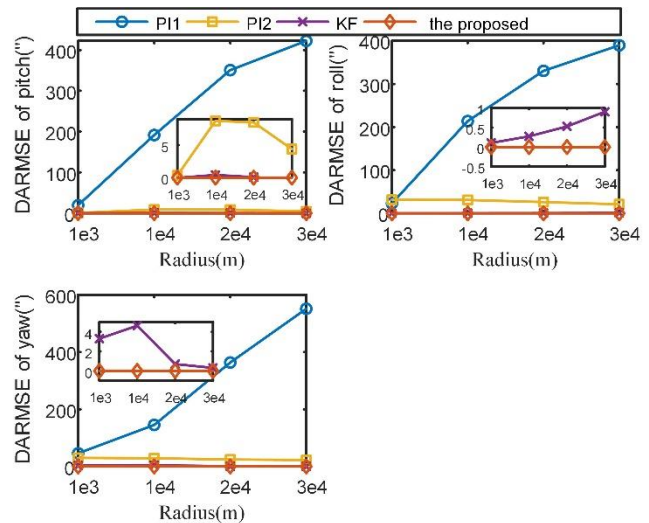 PI1 PI2 KF the proposed
DARMSE of pitch(")
400
300
200
100
0
5
0
1e3 1e4 2e4 3e4
1e3 1e4 2e4 3e4
Radius(m)
DARMSE of roll(")
400
300
200
100
0
1
0.5
0
-0.5
1e3 1e4 2e4 3e4
1e3 1e4 2e4 3e4
Radius(m)
DARMSE of yaw(")
600
400
200
0
4
2
0
1e3 1e4 2e4 3e4
1e3 1e4 2e4 3e4
Radius(m)